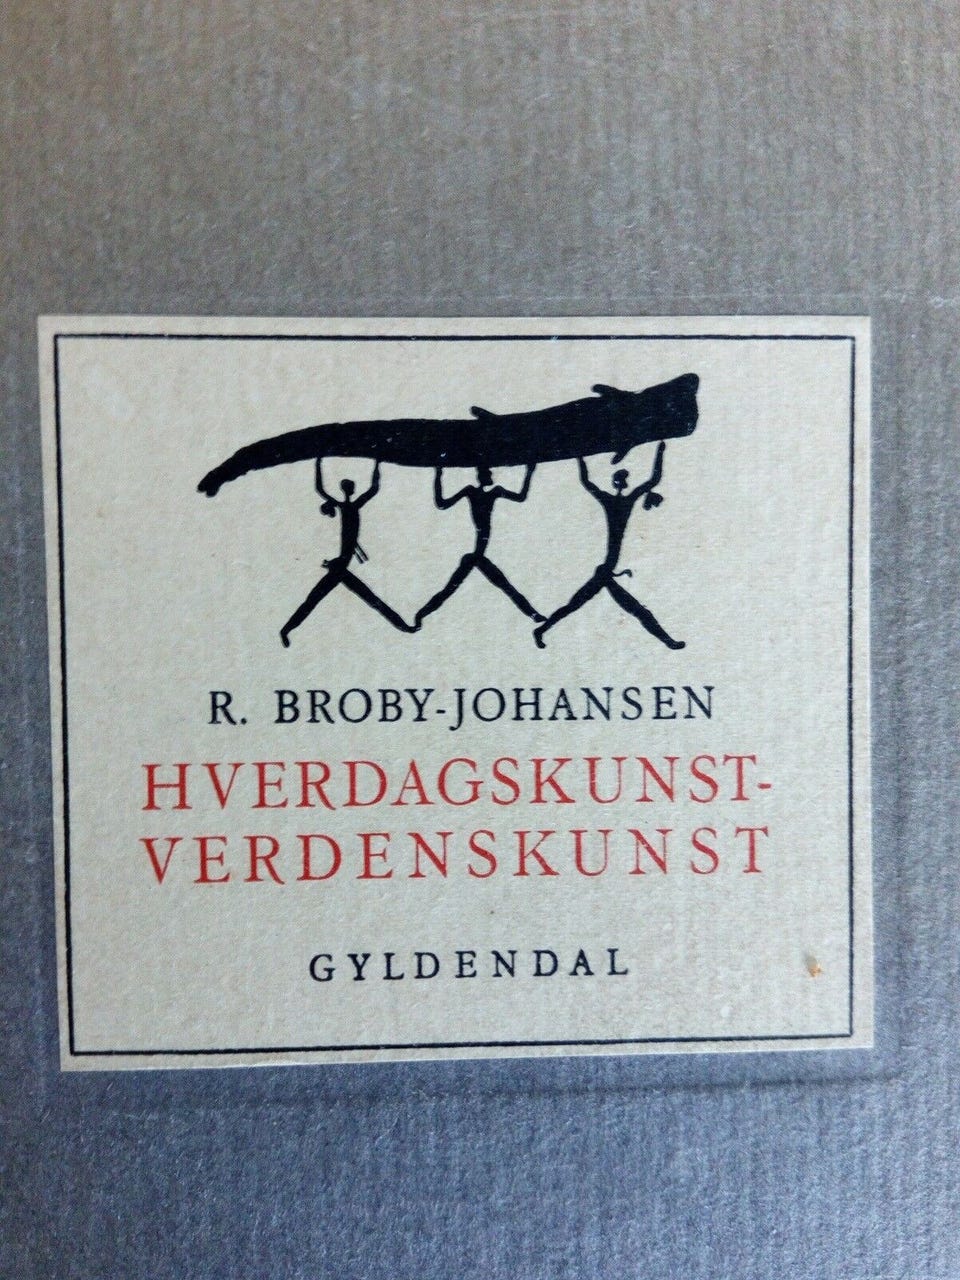 R. BROBY-JOHANSEN
HVERDAGSKUNST-
VERDENSKUNST
GYLDENDAL